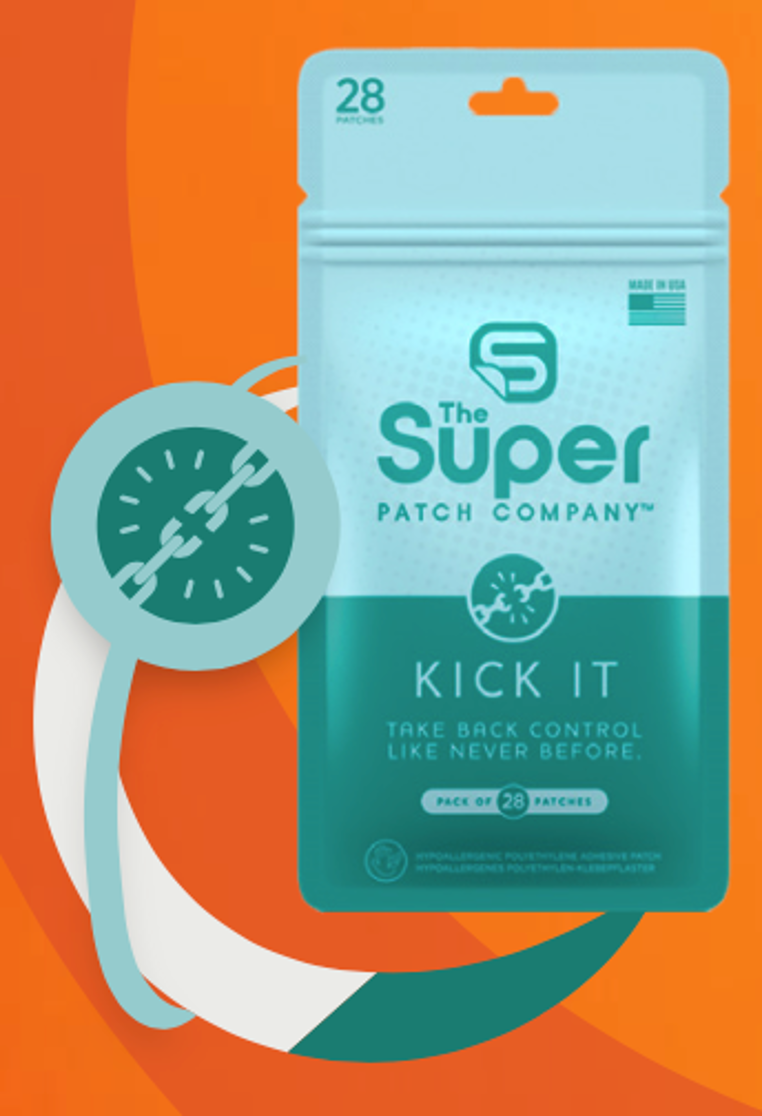 28
PATCHES
MADE IN USA
The
Super
PATCH COMPANY™
KICK IT
TAKE BACK CONTROL
LIKE NEVER BEFORE.
PACK OF 28 PATCHES
HYPOALLERGENIC POLYETHYLENE ADHESIVE PATCH
HYPOALLERGENES POLYETHYLEN-KLEBEPFLASTER